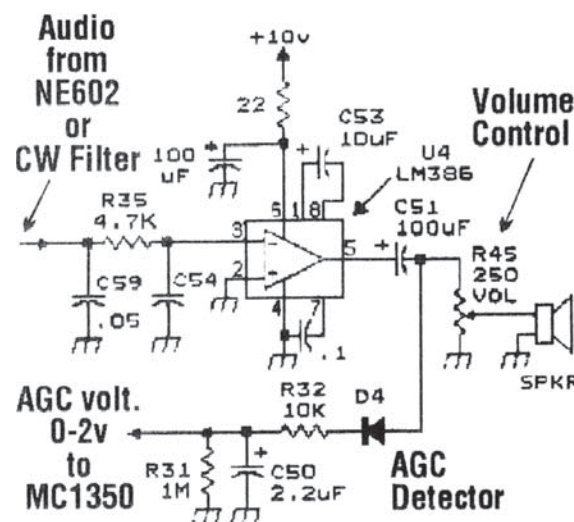 Audio
from
NE602
or
CW Filter
+10v
22
100
uF
+
C53
10uF
+
U4
LM386
Volume
Control
R35
4.7K
C59
.05
C54
6
1
8
3
-
2
+
5
4
7
.1
+
C51
100uF
R45
250
VOL
SPKR
AGC volt.
0-2v
to
MC1350
R31
1M
+
C50
2.2uF
R32
10K
D4
AGC
Detector